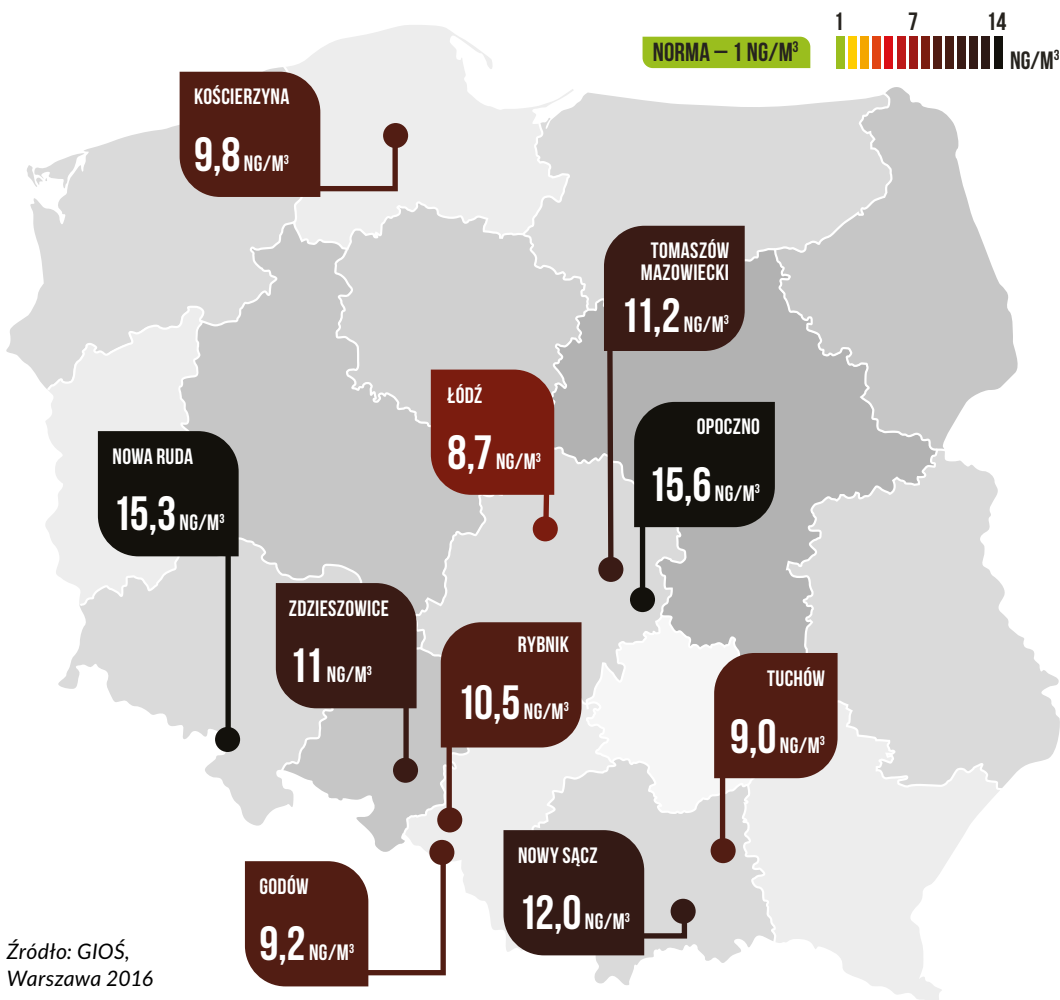 1 7 14
NORMA – 1 NG/M³
NG/M³
KOŚCIERZYNA
9,8 NG/M³
TOMASZÓW
MAZOWIECKI
11,2 NG/M³
ŁÓDŹ
8,7 NG/M³
OPOCZNO
15,6 NG/M³
NOWA RUDA
15,3 NG/M³
ZDZIESZOWICE
11 NG/M³
RYBNIK
10,5 NG/M³
TUCHÓW
9,0 NG/M³
NOWY SĄCZ
12,0 NG/M³
GODÓW
9,2 NG/M³
Źródło: GIOŚ,
Warszawa 2016